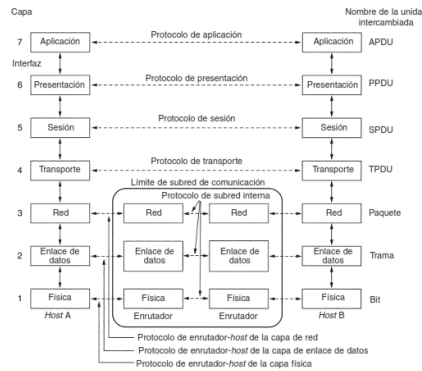 Capa
Nombre de la unida
intercambiada
7 Aplicación Protocolo de aplicación Aplicación APDU
Interfaz
6 Presentación Protocolo de presentación Presentación PPDU
5 Sesión Protocolo de sesión Sesión SPDU
4 Transporte Protocolo de transporte Transporte TPDU
Límite de subred de comunicación
Protocolo de subred interna
3 Red Red Red Red Paquete
2 Enlace de datos Enlace de datos Enlace de datos Enlace de datos Trama
1 Física Física Física Física Bit
Host A Enrutador Enrutador Host B
Protocolo de enrutador-host de la capa de red
Protocolo de enrutador-host de la capa de enlace de datos
Protocolo de enrutador-host de la capa física